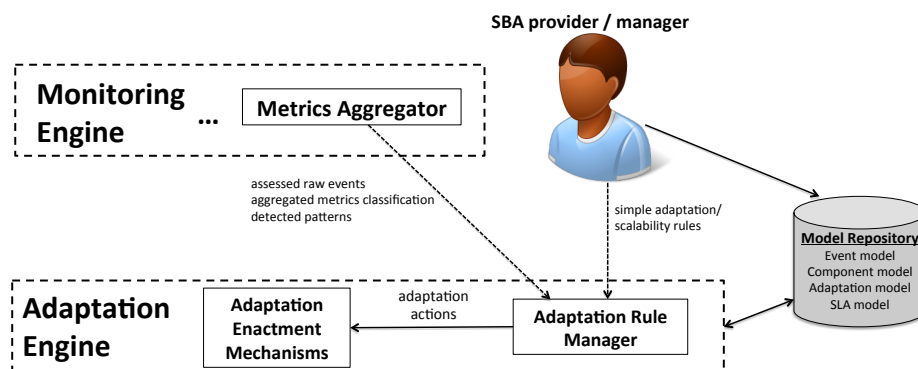 SBA provider / manager
Monitoring
Engine
...
Metrics Aggregator
assessed raw events
aggregated metrics classification
detected patterns
simple adaptation/
scalability rules
Model Repository
Event model
Component model
Adaptation model
SLA model
Adaptation
Engine
Adaptation
Enactment
Mechanisms
adaptation
actions
Adaptation Rule
Manager